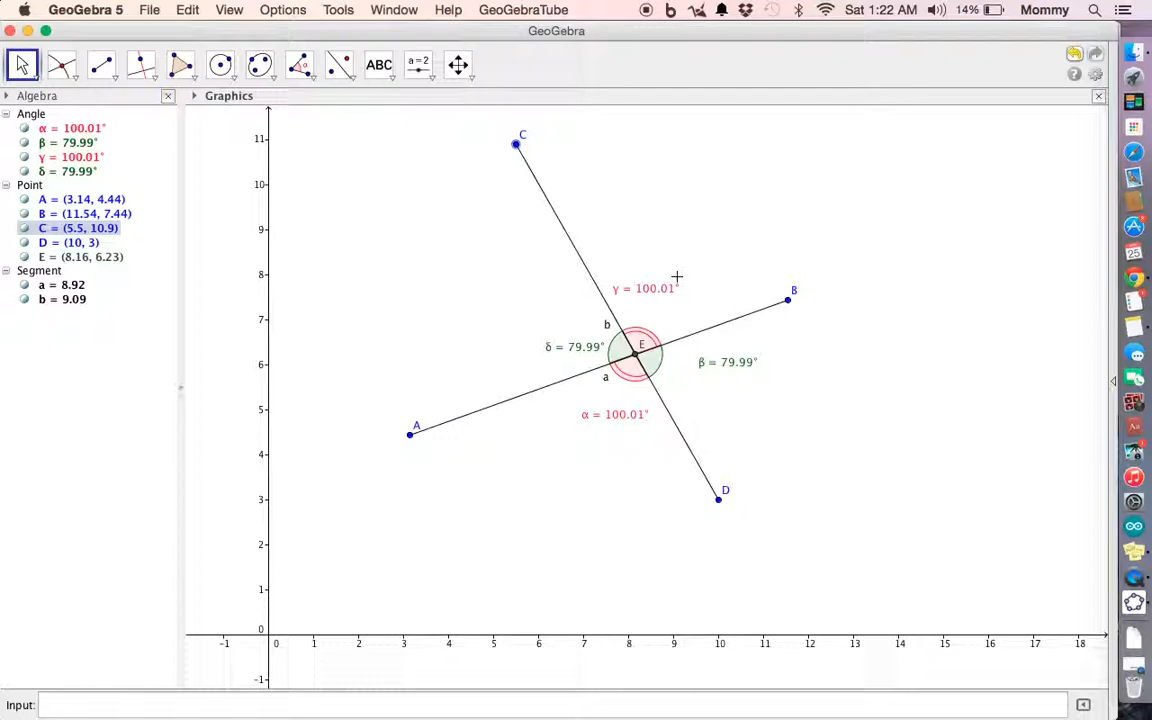 GeoGebra 5 File Edit View Options Tools Window Help GeoGebraTube Sat 1:22 AM 14% Mommy
GeoGebra
ABC a=2
Algebra
Graphics
Angle
α = 100.01°
β = 79.99°
γ = 100.01°
δ = 79.99°
Point
A = (3.14, 4.44)
B = (11.54, 7.44)
C = (5.5, 10.9)
D = (10, 3)
E = (8.16, 6.23)
Segment
a = 8.92
b = 9.09
C
γ = 100.01°
B
b
E
δ = 79.99°
β = 79.99°
a
α = 100.01°
A
D
11
10
9
8
7
6
5
4
3
2
1
0
-1
-1 0 1 2 3 4 5 6 7 8 9 10 11 12 13 14 15 16 17 18
Input: